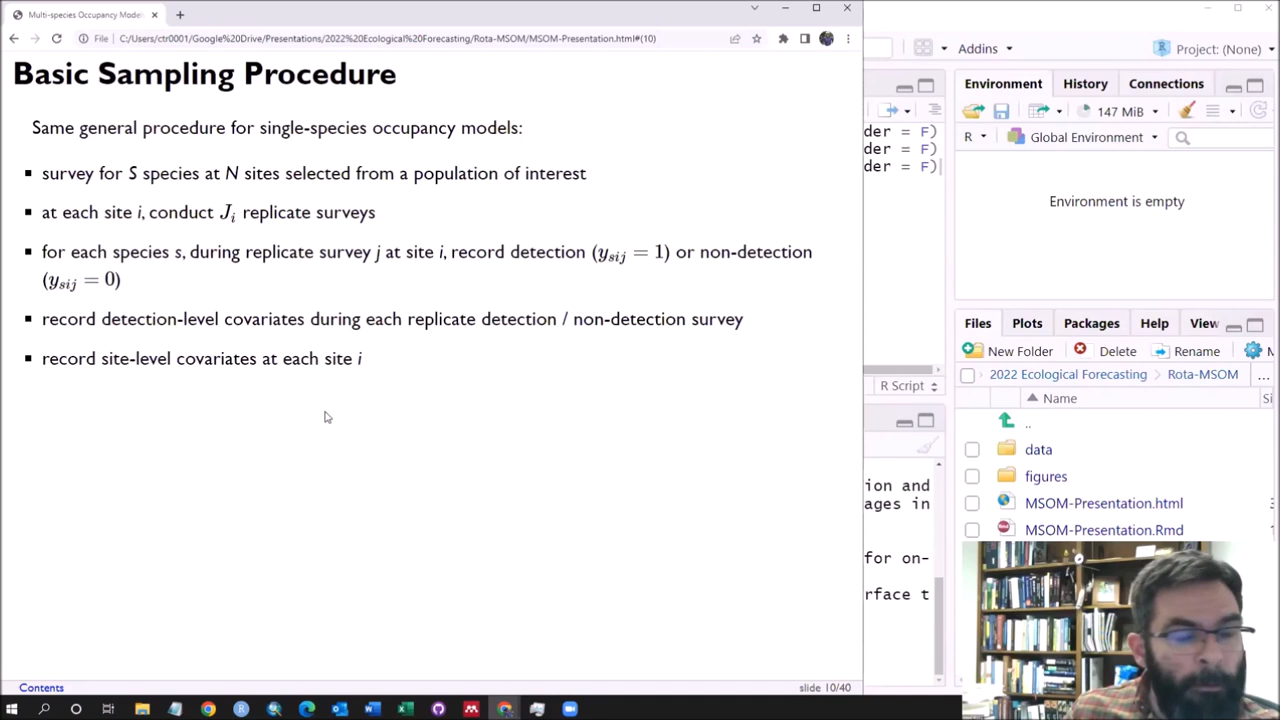 Multi-species Occupancy Mode
File C:/Users/ctr0001/Google%20Drive/Presentations/2022%20Ecological%20Forecasting/Rota-MSOM/MSOM-Presentation.html#(10)
Basic Sampling Procedure
Same general procedure for single-species occupancy models:
survey for S species at N sites selected from a population of interest
at each site i, conduct J_i replicate surveys
for each species s, during replicate survey j at site i, record detection (y_sij = 1) or non-detection
(y_sij = 0)
record detection-level covariates during each replicate detection / non-detection survey
record site-level covariates at each site i
Contents
slide 10/40
Addins
Project: (None)
der = F)
der = F)
der = F)
R Script
ion and
ages in
for on-
rface t
Environment History Connections
147 MiB
R Global Environment
Environment is empty
Files Plots Packages Help View
New Folder Delete Rename
2022 Ecological Forecasting Rota-MSOM ...
Name Si
..
data
figures
MSOM-Presentation.html
MSOM-Presentation.Rmd